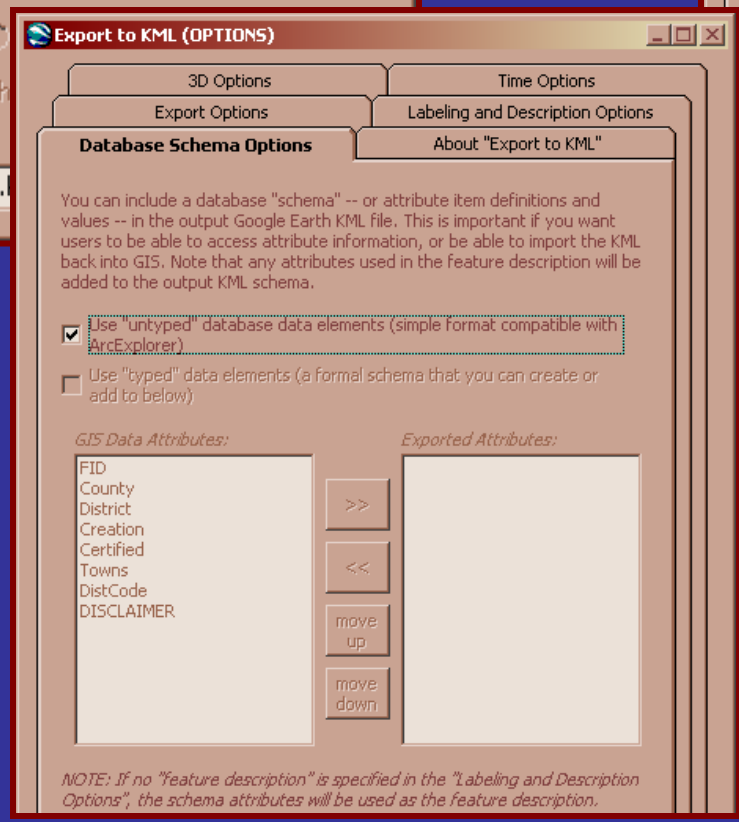 Export to KML (OPTIONS)
3D Options
Time Options
Export Options
Labeling and Description Options
Database Schema Options
About "Export to KML"
You can include a database "schema" -- or attribute item definitions and
values -- in the output Google Earth KML file. This is important if you want
users to be able to access attribute information, or be able to import the KML
back into GIS. Note that any attributes used in the feature description will be
added to the output KML schema.
Use "untyped" database data elements (simple format compatible with
ArcExplorer)
Use "typed" data elements (a formal schema that you can create or
add to below)
GIS Data Attributes:
Exported Attributes:
FID
County
District
Creation
Certified
Towns
DistCode
DISCLAIMER
>>
<<
move
up
move
down
NOTE: If no "feature description" is specified in the "Labeling and Description
Options", the schema attributes will be used as the feature description.